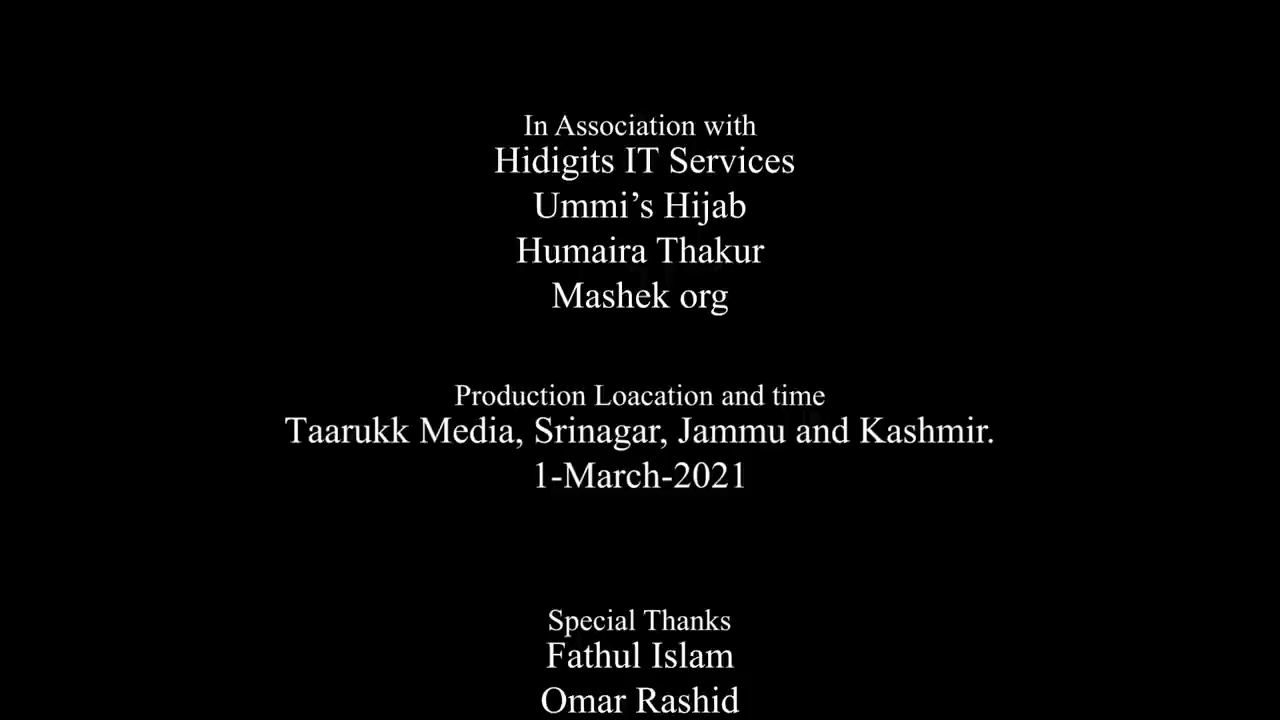 In Association with
Hidigits IT Services
Ummi’s Hijab
Humaira Thakur
Mashek org
Production Loacation and time
Taarukk Media, Srinagar, Jammu and Kashmir.
1-March-2021
Special Thanks
Fathul Islam
Omar Rashid